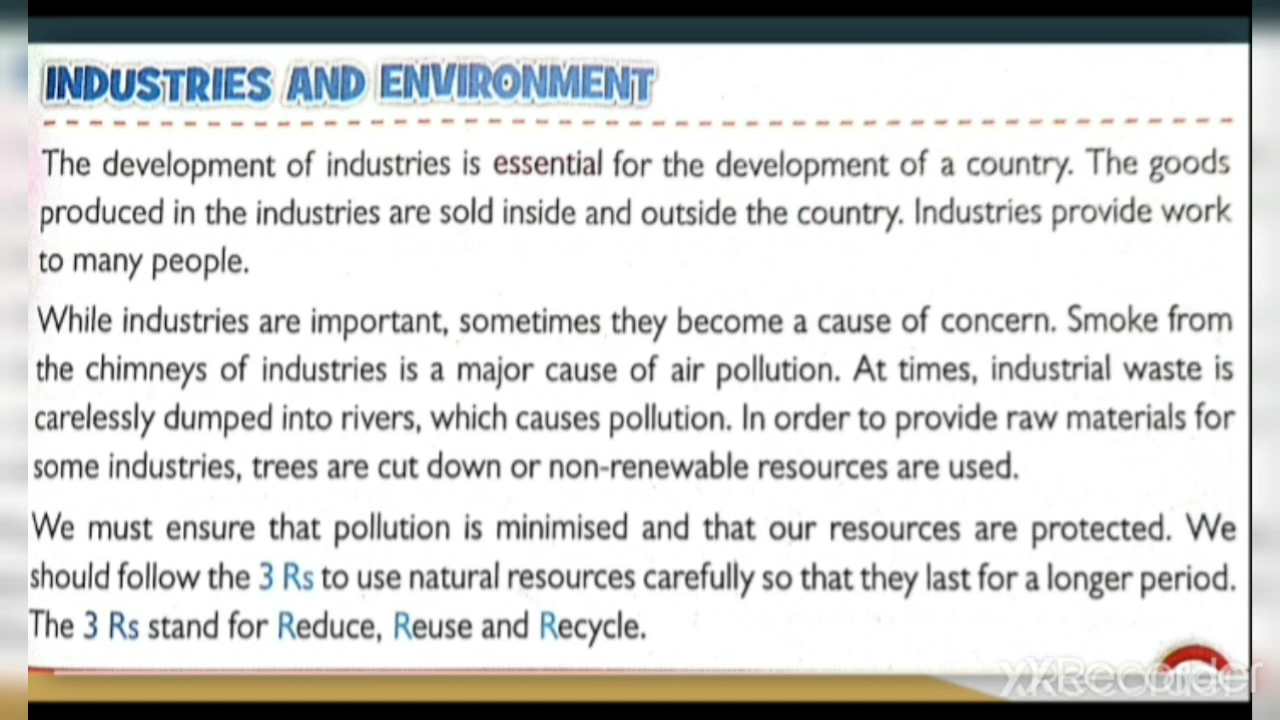 INDUSTRIES AND ENVIRONMENT
The development of industries is essential for the development of a country. The goods
produced in the industries are sold inside and outside the country. Industries provide work
to many people.
While industries are important, sometimes they become a cause of concern. Smoke from
the chimneys of industries is a major cause of air pollution. At times, industrial waste is
carelessly dumped into rivers, which causes pollution. In order to provide raw materials for
some industries, trees are cut down or non-renewable resources are used.
We must ensure that pollution is minimised and that our resources are protected. We
should follow the 3 Rs to use natural resources carefully so that they last for a longer period.
The 3 Rs stand for Reduce, Reuse and Recycle.
XXRecorder